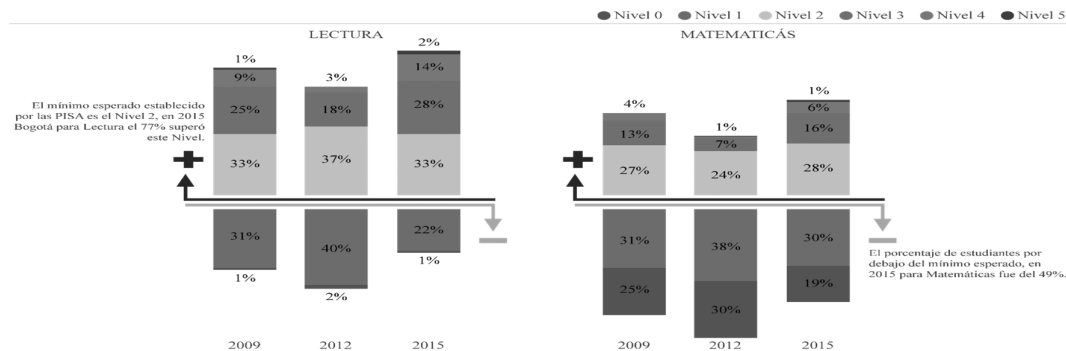 Nivel 0 Nivel 1 Nivel 2 Nivel 3 Nivel 4 Nivel 5
LECTURA
MATEMATICÁS
El mínimo esperado establecido
por las PISA es el Nivel 2, en 2015
Bogotá para Lectura el 77% superó
este Nivel.
1%
9%
25%
33%
31%
1%
3%
18%
37%
40%
2%
2%
14%
28%
33%
22%
1%
4%
13%
27%
31%
25%
1%
7%
24%
38%
30%
1%
6%
16%
28%
30%
19%
El porcentaje de estudiantes por
debajo del mínimo esperado, en
2015 para Matemáticas fue del 49%.
2009 2012 2015
2009 2012 2015